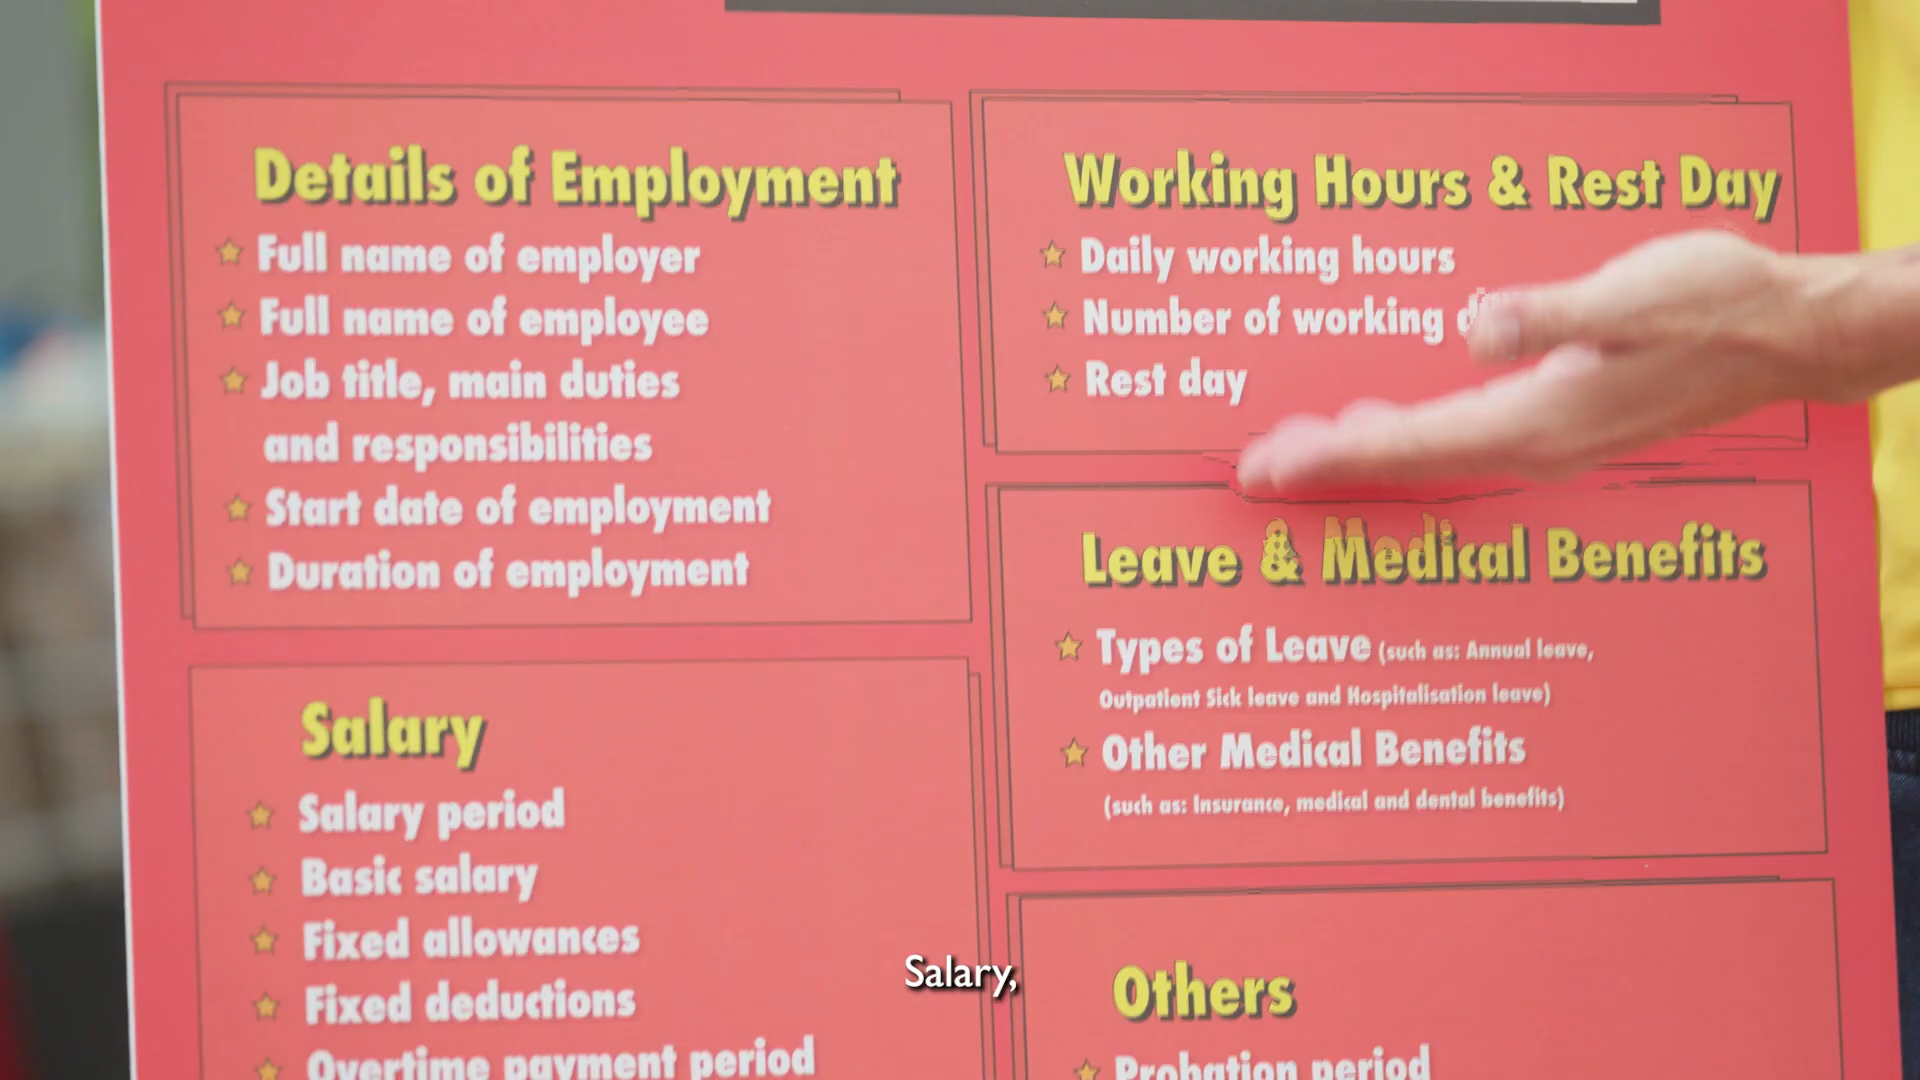 Details of Employment
Full name of employer
Full name of employee
Job title, main duties
and responsibilities
Start date of employment
Duration of employment
Salary
Salary period
Basic salary
Fixed allowances
Fixed deductions
Overtime payment period
Working Hours & Rest Day
Daily working hours
Number of working
Rest day
Leave & Medical Benefits
Types of Leave (such as: Annual leave,
Outpatient Sick leave and Hospitalisation leave)
Other Medical Benefits
(such as: Insurance, medical and dental benefits)
Others
Probation period
Salary,